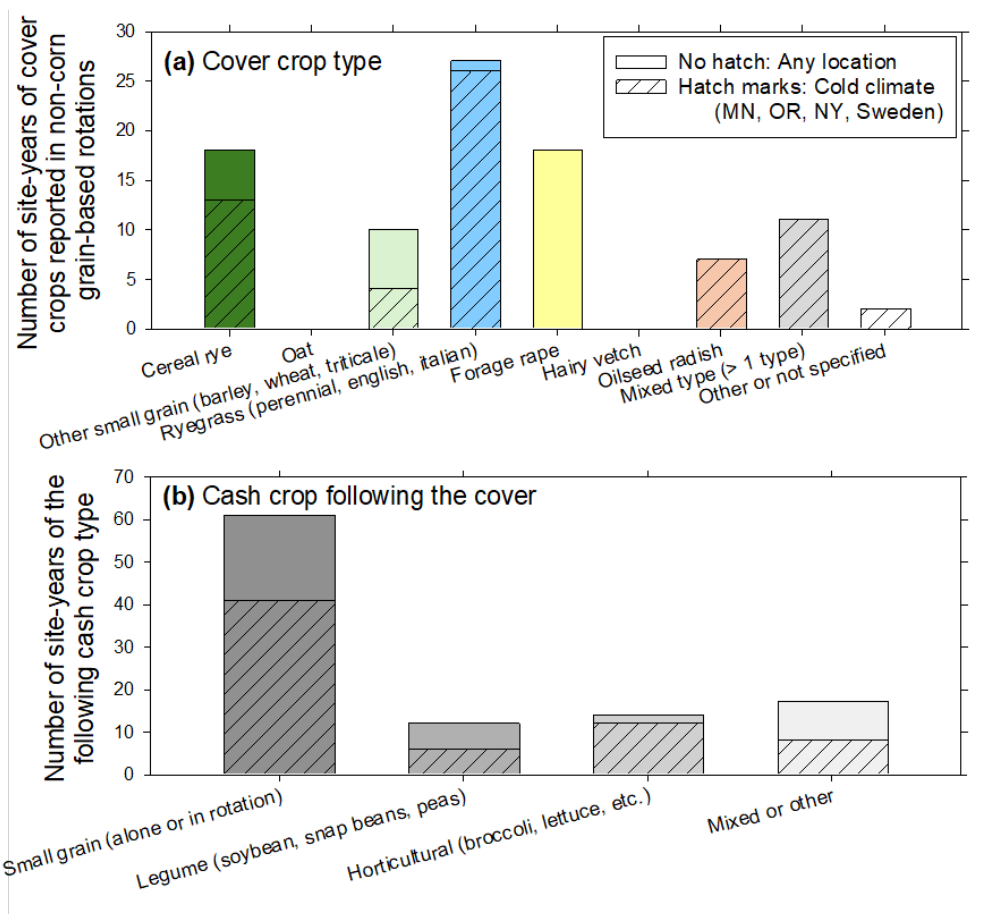 Number of site-years of cover
crops reported in non-corn
grain-based rotations
30
25
20
15
10
5
0
(a) Cover crop type
No hatch: Any location
Hatch marks: Cold climate
(MN, OR, NY, Sweden)
Cereal rye
Oat
Other small grain (barley, wheat, triticale)
Ryegrass (perennial, english, italian)
Forage rape
Hairy vetch
Oilseed radish
Mixed type (> 1 type)
Other or not specified
Number of site-years of the
following cash crop type
70
60
50
40
30
20
10
0
(b) Cash crop following the cover
Small grain (alone or in rotation)
Legume (soybean, snap beans, peas)
Horticultural (broccoli, lettuce, etc.)
Mixed or other